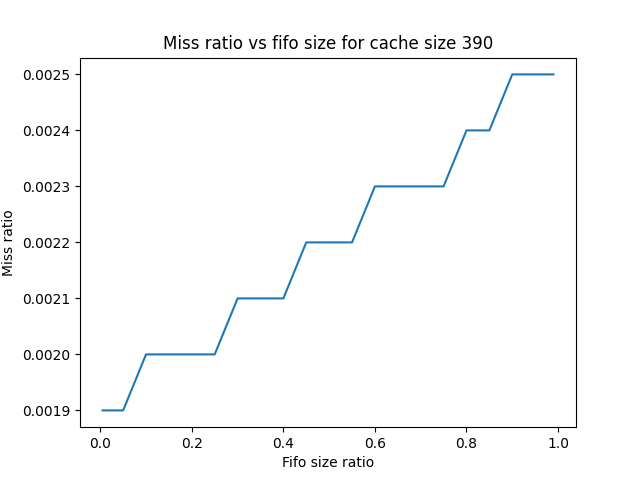 Miss ratio vs fifo size for cache size 390
0.0025
0.0024
0.0023
0.0022
0.0021
0.0020
0.0019
Miss ratio
0.0 0.2 0.4 0.6 0.8 1.0
Fifo size ratio